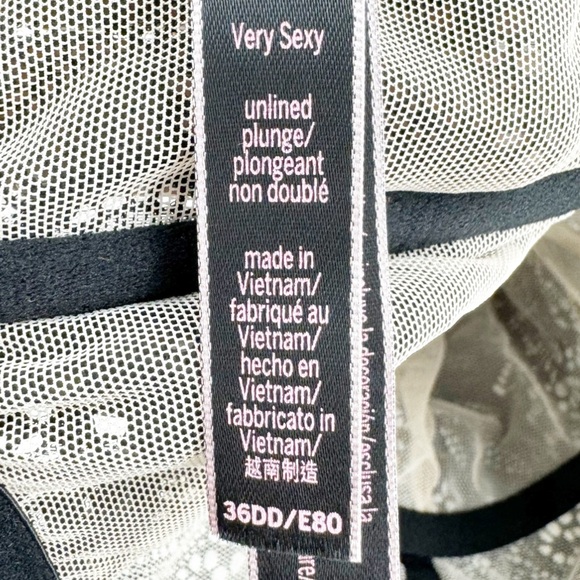 Very Sexy
unlined
plunge/
plongeant
non doublé
made in
Vietnam/
fabriqué au
Vietnam/
hecho en
Vietnam/
fabbricato in
Vietnam/
越南制造
36DD/E80